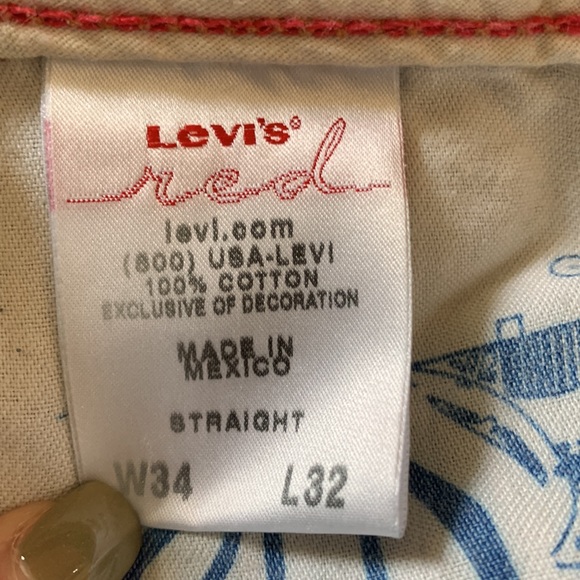 Levi's®
red
levi.com
(800) USA-LEVI
100% COTTON
EXCLUSIVE OF DECORATION
MADE IN
MEXICO
STRAIGHT
W34 L32